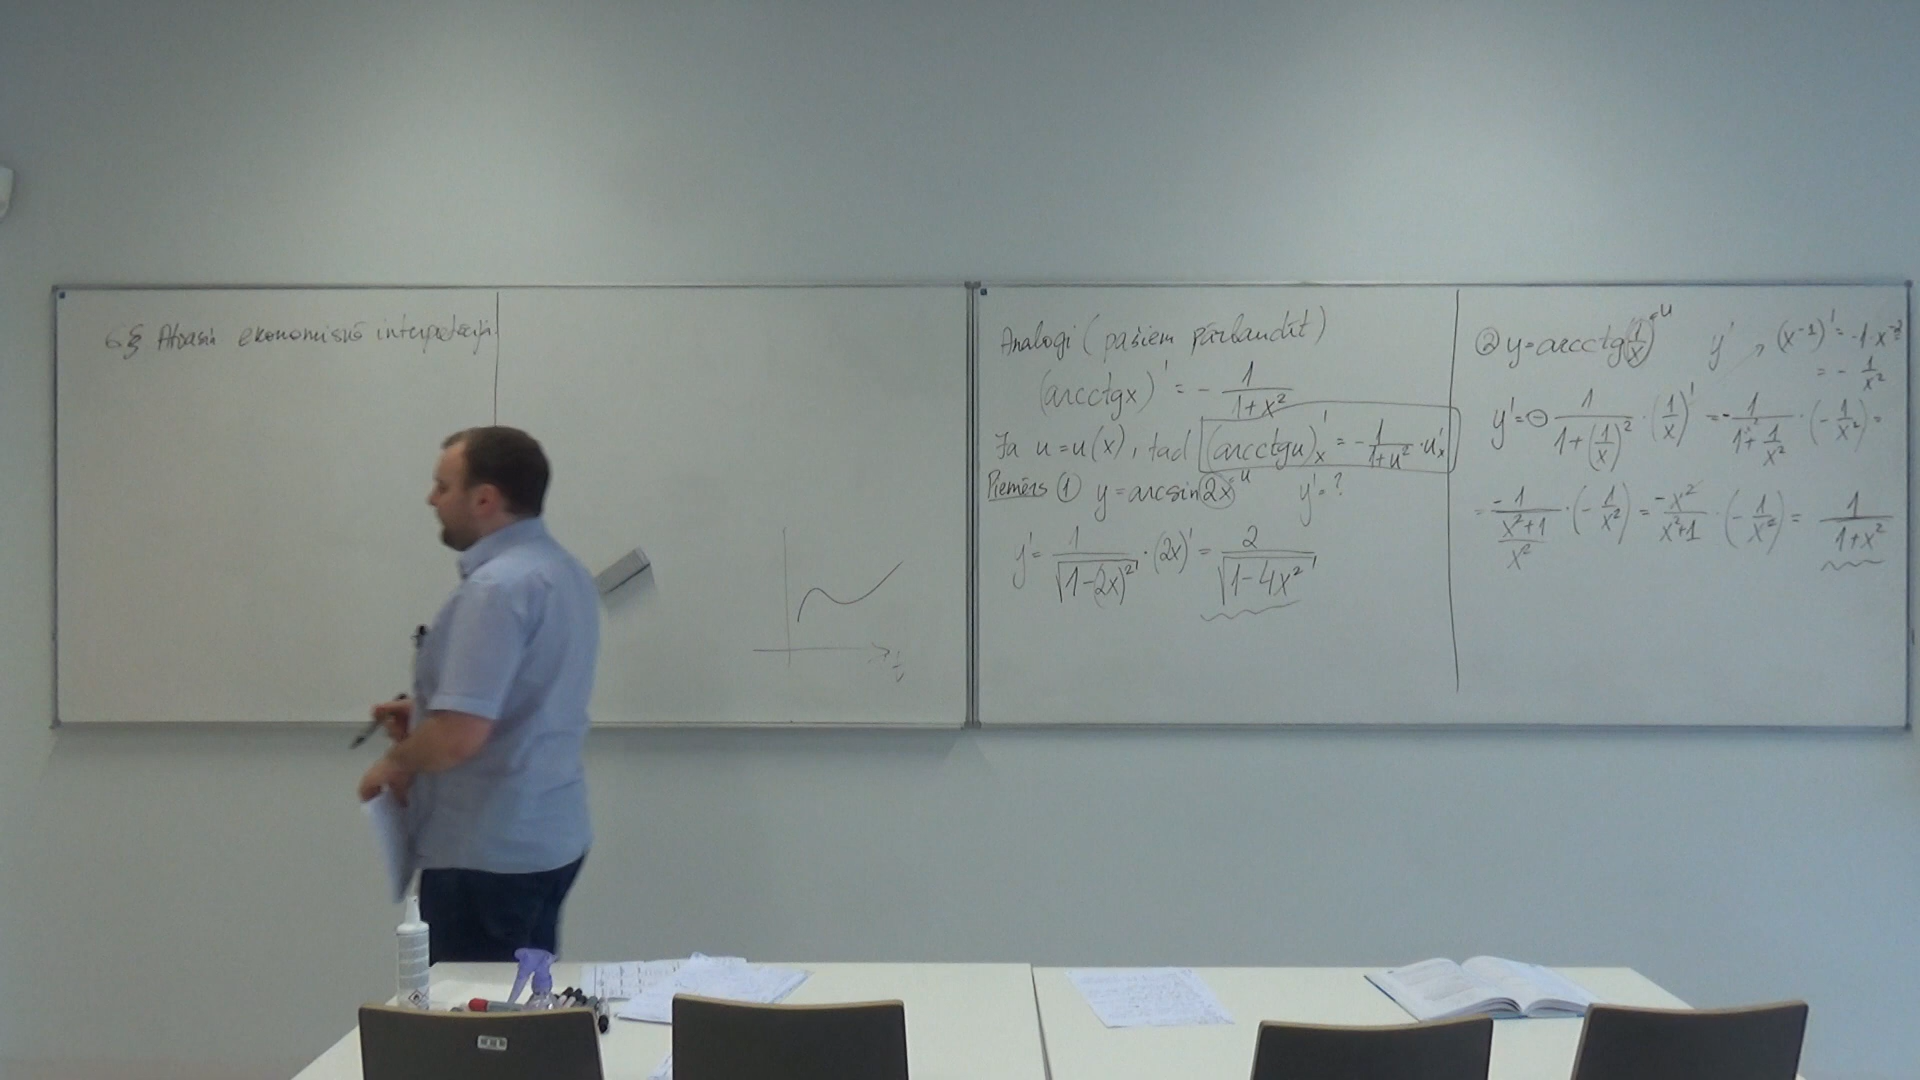 6.§ Atvasin ekonomiskā interpretācija
t
Analogi (pašiem pārbaudīt)
(arcctgx)' = - 1/(1+x²)
Ja u=u(x), tad (arcctgu)'ₓ = - 1/(1+u²) · u'ₓ
Piemērs ① y=arcsin(2x)=u y'=?
y' = 1/√(1-(2x)²) · (2x)' = 2/√(1-4x²)
② y=arcctg(1/x)=u y' → (x⁻¹)' = -1·x⁻²
= - 1/x²
y' = ⊖ 1/(1+(1/x)²) · (1/x)' = - 1/(1+1/x²) · (- 1/x²) =
= -1/((x²+1)/x²) · (- 1/x²) = -x²/(x²+1) · (- 1/x²) = 1/(1+x²)